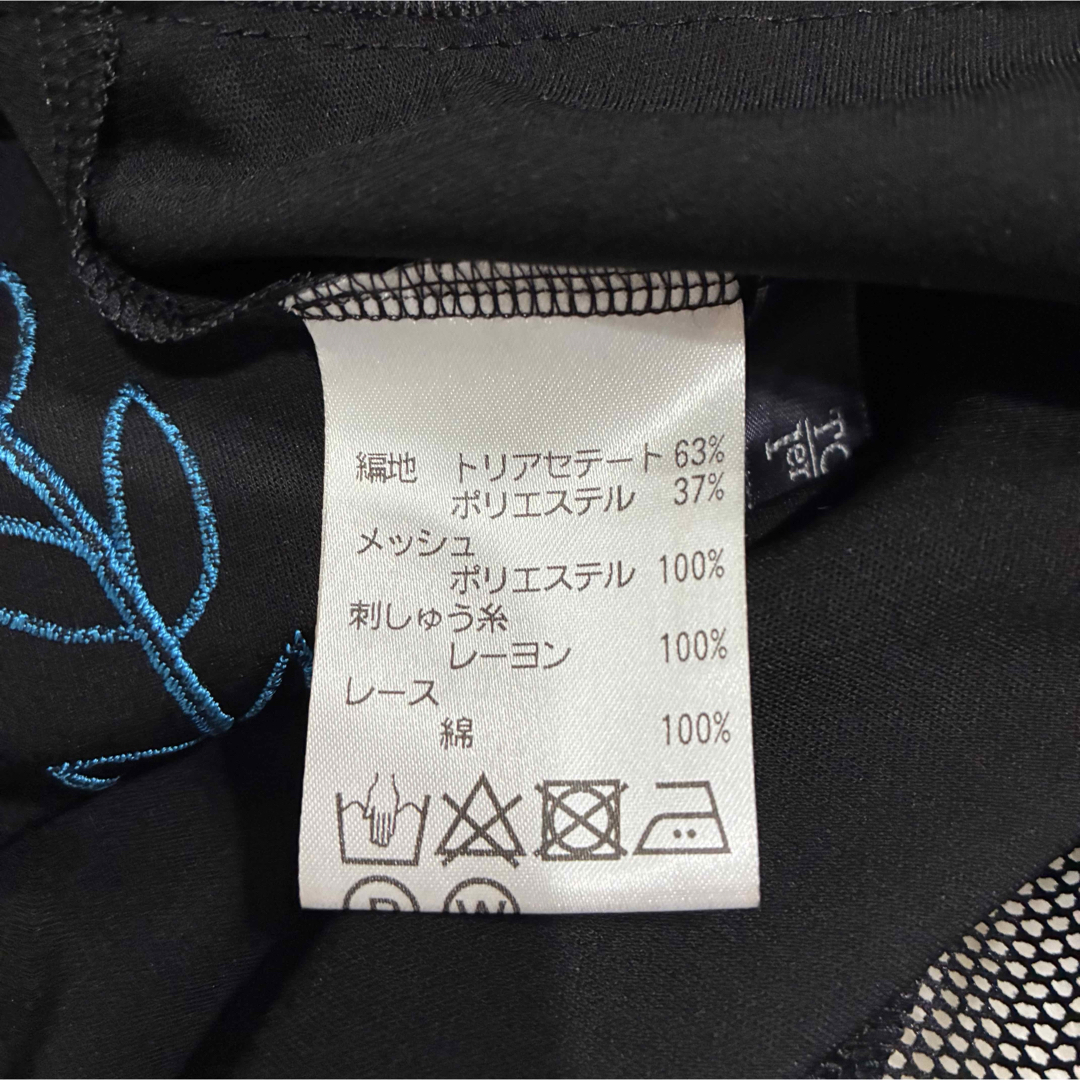 編地 トリアセテート 63%
ポリエステル 37%
メッシュ
ポリエステル 100%
刺しゅう糸
レーヨン 100%
レース
綿 100%
P W